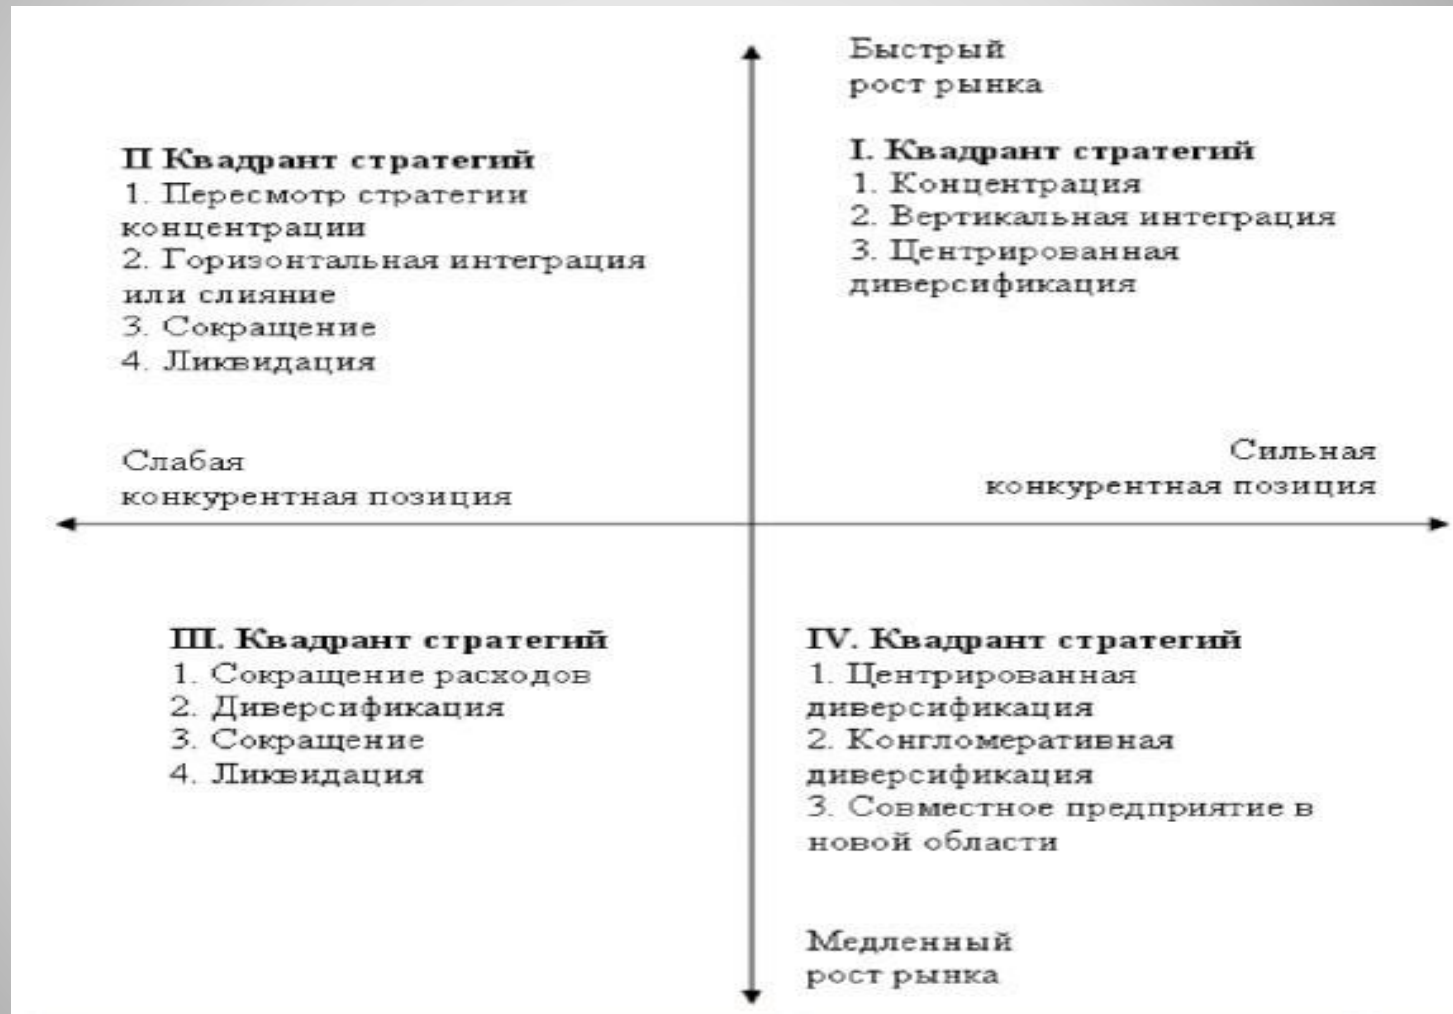 Быстрый
рост рынка
II Квадрант стратегий
1. Пересмотр стратегии
концентрации
2. Горизонтальная интеграция
или слияние
3. Сокращение
4. Ликвидация
I. Квадрант стратегий
1. Концентрация
2. Вертикальная интеграция
3. Центрированная
диверсификация
Слабая
конкурентная позиция
Сильная
конкурентная позиция
III. Квадрант стратегий
1. Сокращение расходов
2. Диверсификация
3. Сокращение
4. Ликвидация
IV. Квадрант стратегий
1. Центрированная
диверсификация
2. Конгломеративная
диверсификация
3. Совместное предприятие в
новой области
Медленный
рост рынка